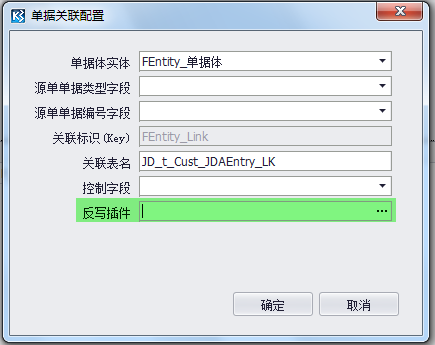 单据关联配置
单据体实体 FEntity_单据体
源单单据类型字段
源单单据编号字段
关联标识(Key) FEntity_Link
关联表名 JD_t_Cust_JDAEntry_LK
控制字段
反写插件 ...
确定 取消